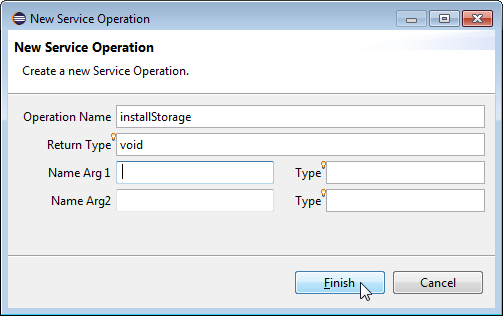 New Service Operation
New Service Operation
Create a new Service Operation.
Operation Name installStorage
Return Type void
Name Arg 1 Type
Name Arg2 Type
Finish Cancel